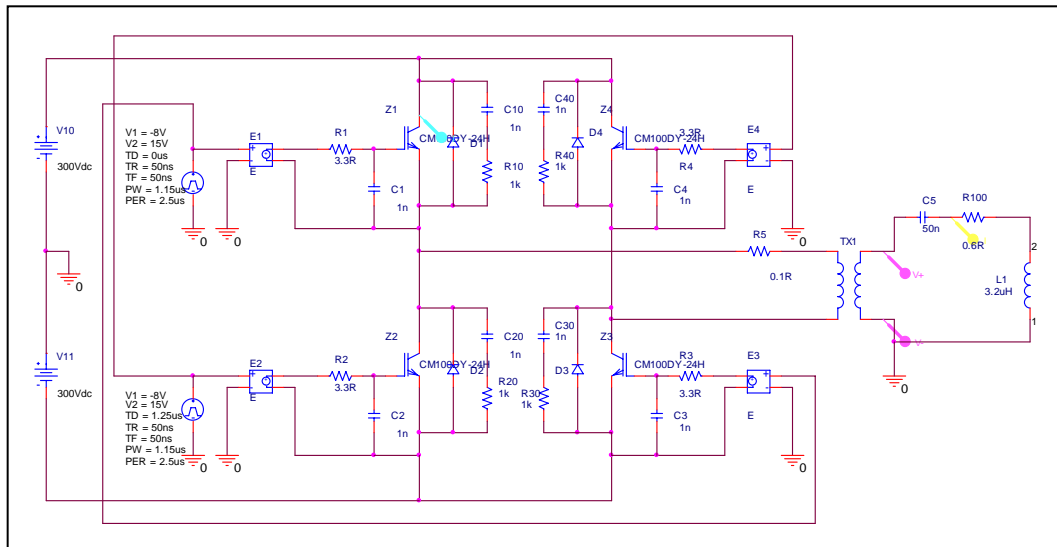 V10
300Vdc
V1 = -8V
V2 = 15V
TD = 0us
TR = 50ns
TF = 50ns
PW = 1.15us
PER = 2.5us
0
0
0
E1
E
R1
3.3R
C1
1n
Z1
CM100DY-24H
D1
C10
1n
R10
1k
C40
1n
R40
1k
D4
Z4
CM100DY-24H
3.3R
R4
C4
1n
E4
E
0
R5
0.1R
TX1
C5
50n
R100
0.6R
V+
V-
L1
3.2uH
2
1
0
V11
300Vdc
V1 = -8V
V2 = 15V
TD = 1.25us
TR = 50ns
TF = 50ns
PW = 1.15us
PER = 2.5us
0
0
E2
E
R2
3.3R
C2
1n
Z2
CM100DY-24H
D2
C20
1n
R20
1k
C30
1n
R30
1k
D3
Z3
CM100DY-24H
R3
3.3R
C3
1n
E3
E
0